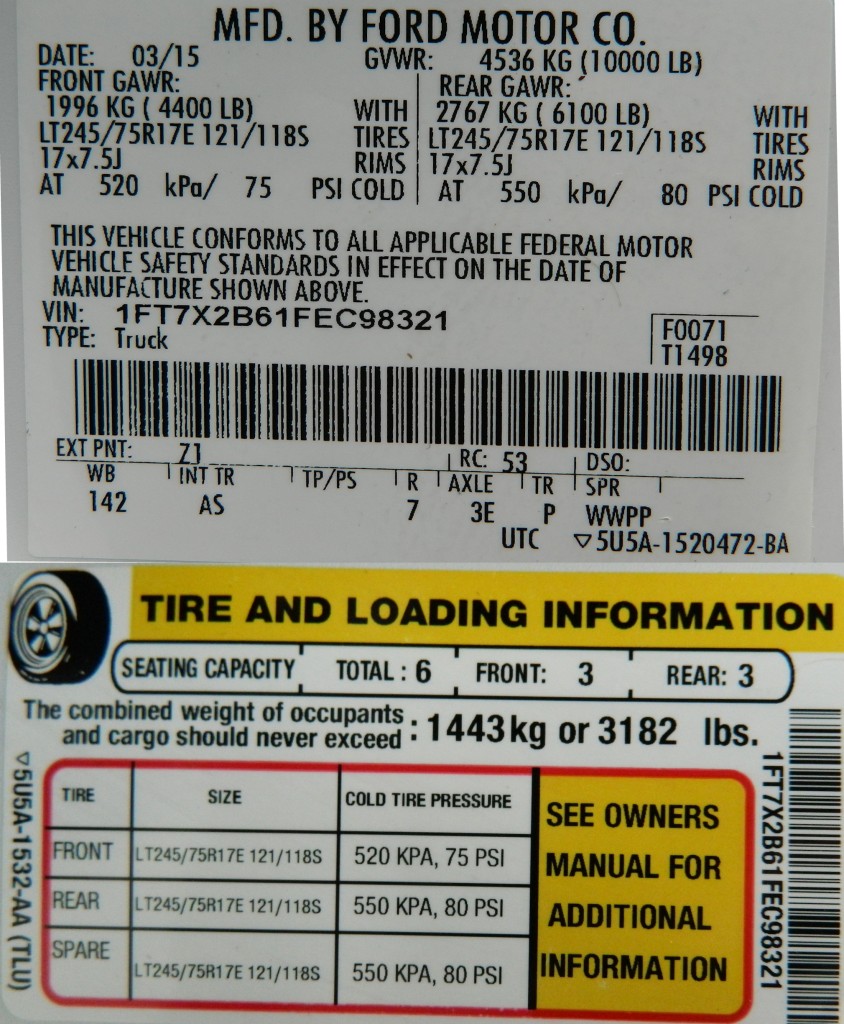 MFD. BY FORD MOTOR CO.
DATE: 03/15 GVWR: 4536 KG (10000 LB)
FRONT GAWR: REAR GAWR:
1996 KG ( 4400 LB) WITH 2767 KG ( 6100 LB) WITH
LT245/75R17E 121/118S TIRES LT245/75R17E 121/118S TIRES
17x7.5J RIMS 17x7.5J RIMS
AT 520 kPa/ 75 PSI COLD AT 550 kPa/ 80 PSI COLD
THIS VEHICLE CONFORMS TO ALL APPLICABLE FEDERAL MOTOR
VEHICLE SAFETY STANDARDS IN EFFECT ON THE DATE OF
MANUFACTURE SHOWN ABOVE.
VIN: 1FT7X2B61FEC98321
TYPE: Truck
F0071
T1498
EXT PNT: Z1 RC: 53 DSO:
WB INT TR TP/PS R AXLE TR SPR
142 AS 7 3E P WWPP
UTC ▽5U5A-1520472-BA
TIRE AND LOADING INFORMATION
SEATING CAPACITY TOTAL : 6 FRONT: 3 REAR: 3
The combined weight of occupants
and cargo should never exceed : 1443kg or 3182 lbs.
TIRE SIZE COLD TIRE PRESSURE
FRONT LT245/75R17E 121/118S 520 KPA, 75 PSI
REAR LT245/75R17E 121/118S 550 KPA, 80 PSI
SPARE LT245/75R17E 121/118S 550 KPA, 80 PSI
SEE OWNERS
MANUAL FOR
ADDITIONAL
INFORMATION
▽5U5A-1532-AA (TLU)
1FT7X2B61FEC98321